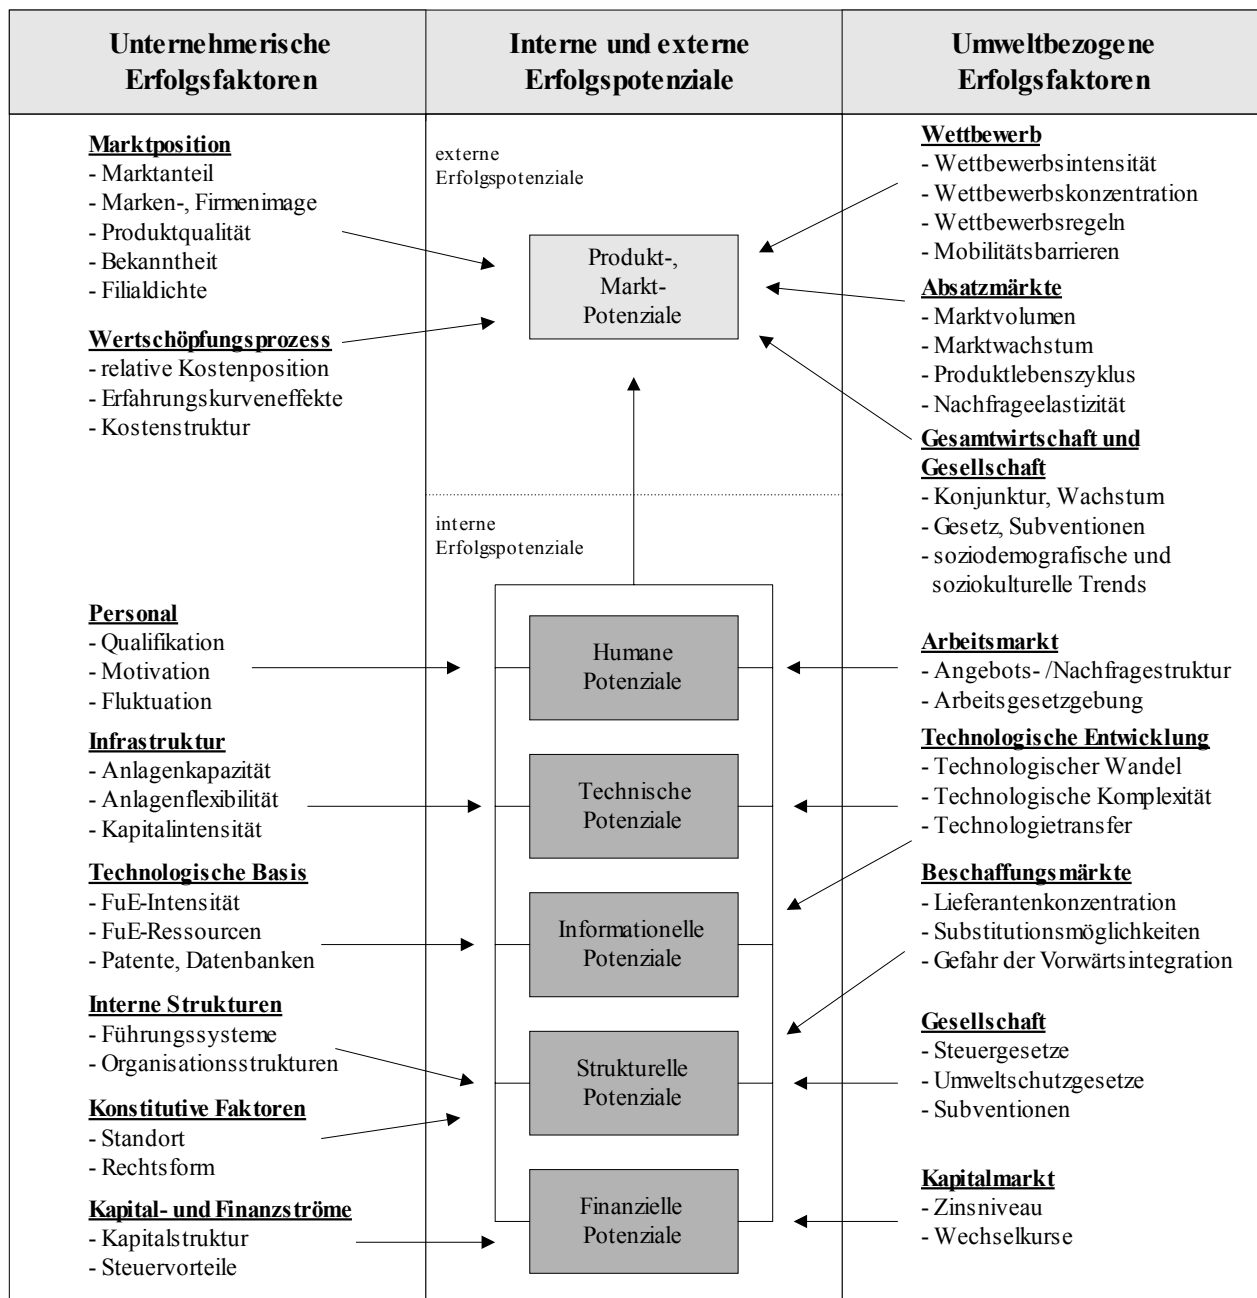 Unternehmerische
Erfolgsfaktoren
Interne und externe
Erfolgspotenziale
Umweltbezogene
Erfolgsfaktoren
Marktposition
- Marktanteil
- Marken-, Firmenimage
- Produktqualität
- Bekanntheit
- Filialdichte
Wertschöpfungsprozess
- relative Kostenposition
- Erfahrungskurveneffekte
- Kostenstruktur
Personal
- Qualifikation
- Motivation
- Fluktuation
Infrastruktur
- Anlagenkapazität
- Anlagenflexibilität
- Kapitalintensität
Technologische Basis
- FuE-Intensität
- FuE-Ressourcen
- Patente, Datenbanken
Interne Strukturen
- Führungssysteme
- Organisationsstrukturen
Konstitutive Faktoren
- Standort
- Rechtsform
Kapital- und Finanzströme
- Kapitalstruktur
- Steuervorteile
externe
Erfolgspotenziale
Produkt-,
Markt-
Potenziale
interne
Erfolgspotenziale
Humane
Potenziale
Technische
Potenziale
Informationelle
Potenziale
Strukturelle
Potenziale
Finanzielle
Potenziale
Wettbewerb
- Wettbewerbsintensität
- Wettbewerbskonzentration
- Wettbewerbsregeln
- Mobilitätsbarrieren
Absatzmärkte
- Marktvolumen
- Marktwachstum
- Produktlebenszyklus
- Nachfrageelastizität
Gesamtwirtschaft und
Gesellschaft
- Konjunktur, Wachstum
- Gesetz, Subventionen
- soziodemografische und
soziokulturelle Trends
Arbeitsmarkt
- Angebots- /Nachfragestruktur
- Arbeitsgesetzgebung
Technologische Entwicklung
- Technologischer Wandel
- Technologische Komplexität
- Technologietransfer
Beschaffungsmärkte
- Lieferantenkonzentration
- Substitutionsmöglichkeiten
- Gefahr der Vorwärtsintegration
Gesellschaft
- Steuergesetze
- Umweltschutzgesetze
- Subventionen
Kapitalmarkt
- Zinsniveau
- Wechselkurse